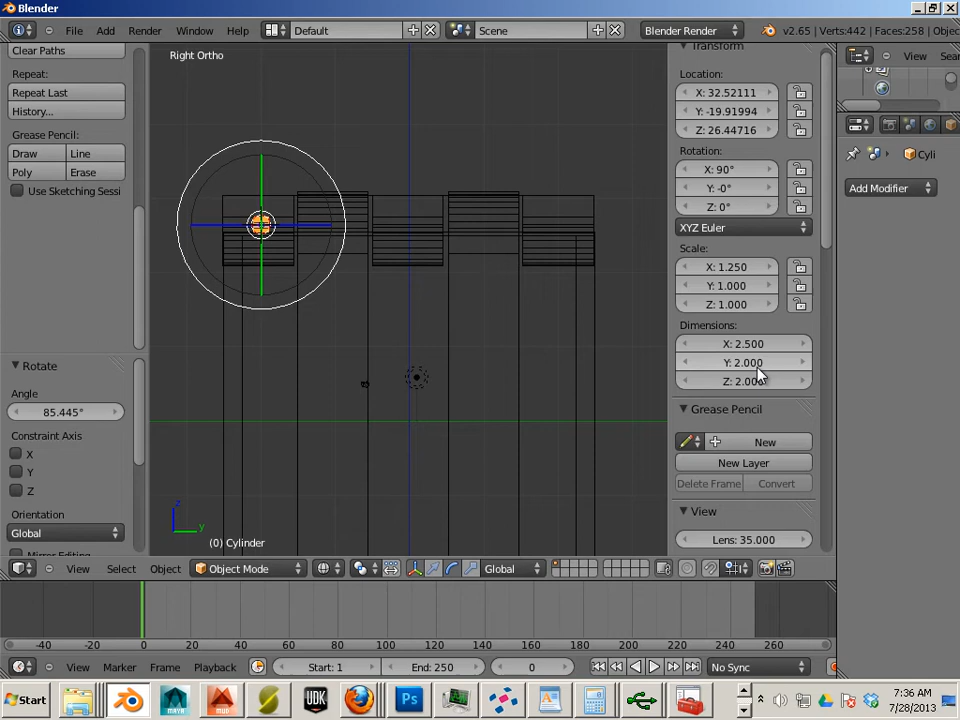 Blender
File Add Render Window Help Default Scene Blender Render v2.65 | Verts:442 | Faces:258 | Objec
Clear Paths
Repeat:
Repeat Last
History...
Grease Pencil:
Draw Line
Poly Erase
Use Sketching Sessi
Rotate
Angle
85.445°
Constraint Axis
X
Y
Z
Orientation
Global
Right Ortho
z
y
(0) Cylinder
Transform
Location:
X: 32.52111
Y: -19.91994
Z: 26.44716
Rotation:
X: 90°
Y: -0°
Z: 0°
XYZ Euler
Scale:
X: 1.250
Y: 1.000
Z: 1.000
Dimensions:
X: 2.500
Y: 2.000
Z: 2.000
Grease Pencil
New
New Layer
Delete Frame Convert
View
Lens: 35.000
View Sear
Cyli
Add Modifier
View Select Object Object Mode Global
-40 -20 0 20 40 60 80 100 120 140 160 180 200 220 240 260
View Marker Frame Playback Start: 1 End: 250 0 No Sync
Start UDK Ps 7:36 AM
7/28/2013